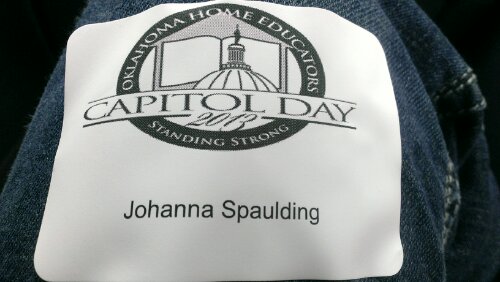 OKLAHOMA HOME EDUCATORS
CAPITOL DAY
2013
STANDING STRONG
Johanna Spaulding